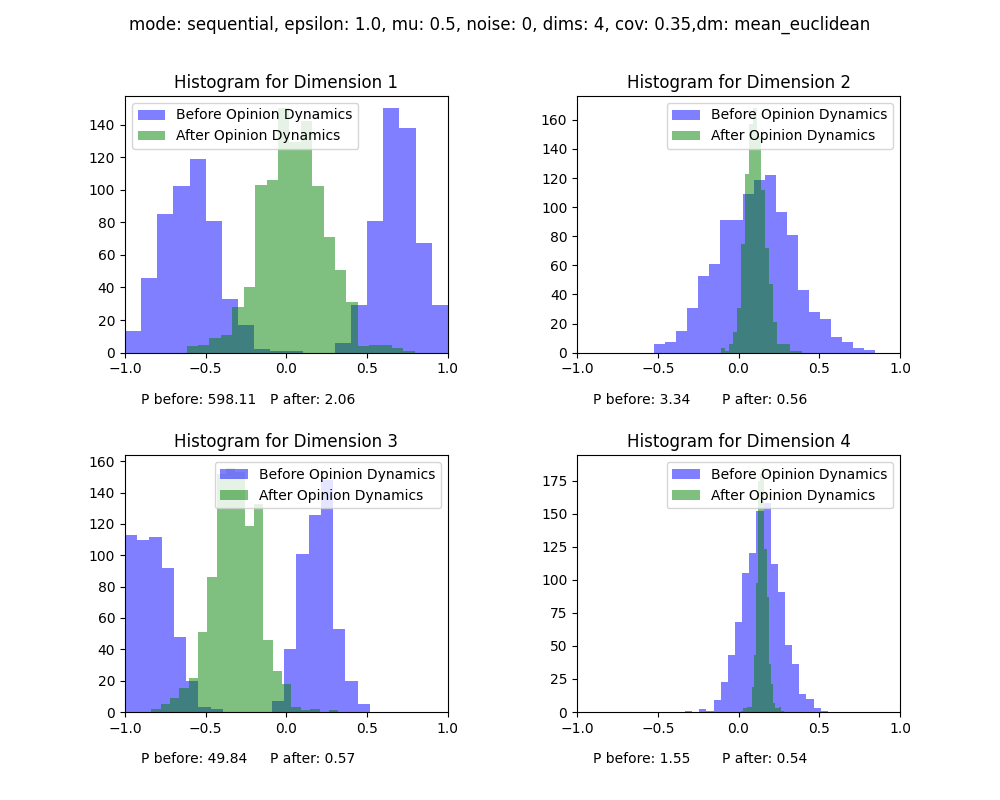 mode: sequential, epsilon: 1.0, mu: 0.5, noise: 0, dims: 4, cov: 0.35,dm: mean_euclidean
Histogram for Dimension 1
Before Opinion Dynamics
After Opinion Dynamics
140
120
100
80
60
40
20
0
−1.0 −0.5 0.0 0.5 1.0
P before: 598.11 P after: 2.06
Histogram for Dimension 2
Before Opinion Dynamics
After Opinion Dynamics
160
140
120
100
80
60
40
20
0
−1.0 −0.5 0.0 0.5 1.0
P before: 3.34 P after: 0.56
Histogram for Dimension 3
Before Opinion Dynamics
After Opinion Dynamics
160
140
120
100
80
60
40
20
0
−1.0 −0.5 0.0 0.5 1.0
P before: 49.84 P after: 0.57
Histogram for Dimension 4
Before Opinion Dynamics
After Opinion Dynamics
175
150
125
100
75
50
25
0
−1.0 −0.5 0.0 0.5 1.0
P before: 1.55 P after: 0.54